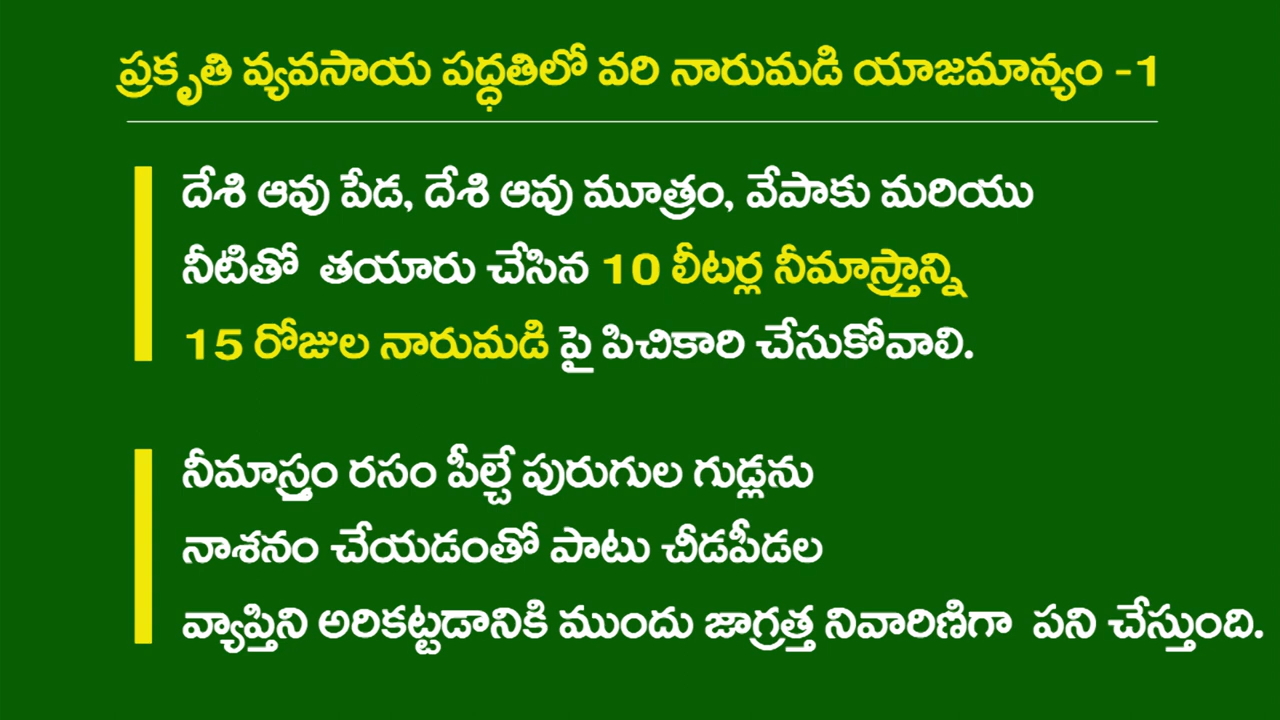 ప్రకృతి వ్యవసాయ పద్ధతిలో వరి నారుమడి యాజమాన్యం -1
దేశి ఆవు పేడ, దేశి ఆవు మూత్రం, వేపాకు మరియు
నీటితో తయారు చేసిన 10 లీటర్ల నీమాస్త్రాన్ని
15 రోజుల నారుమడి పై పిచికారి చేసుకోవాలి.
నీమాస్త్రం రసం పీల్చే పురుగుల గుడ్లను
నాశనం చేయడంతో పాటు చీడపీడల
వ్యాప్తిని అరికట్టడానికి ముందు జాగ్రత్త నివారిణిగా పని చేస్తుంది.